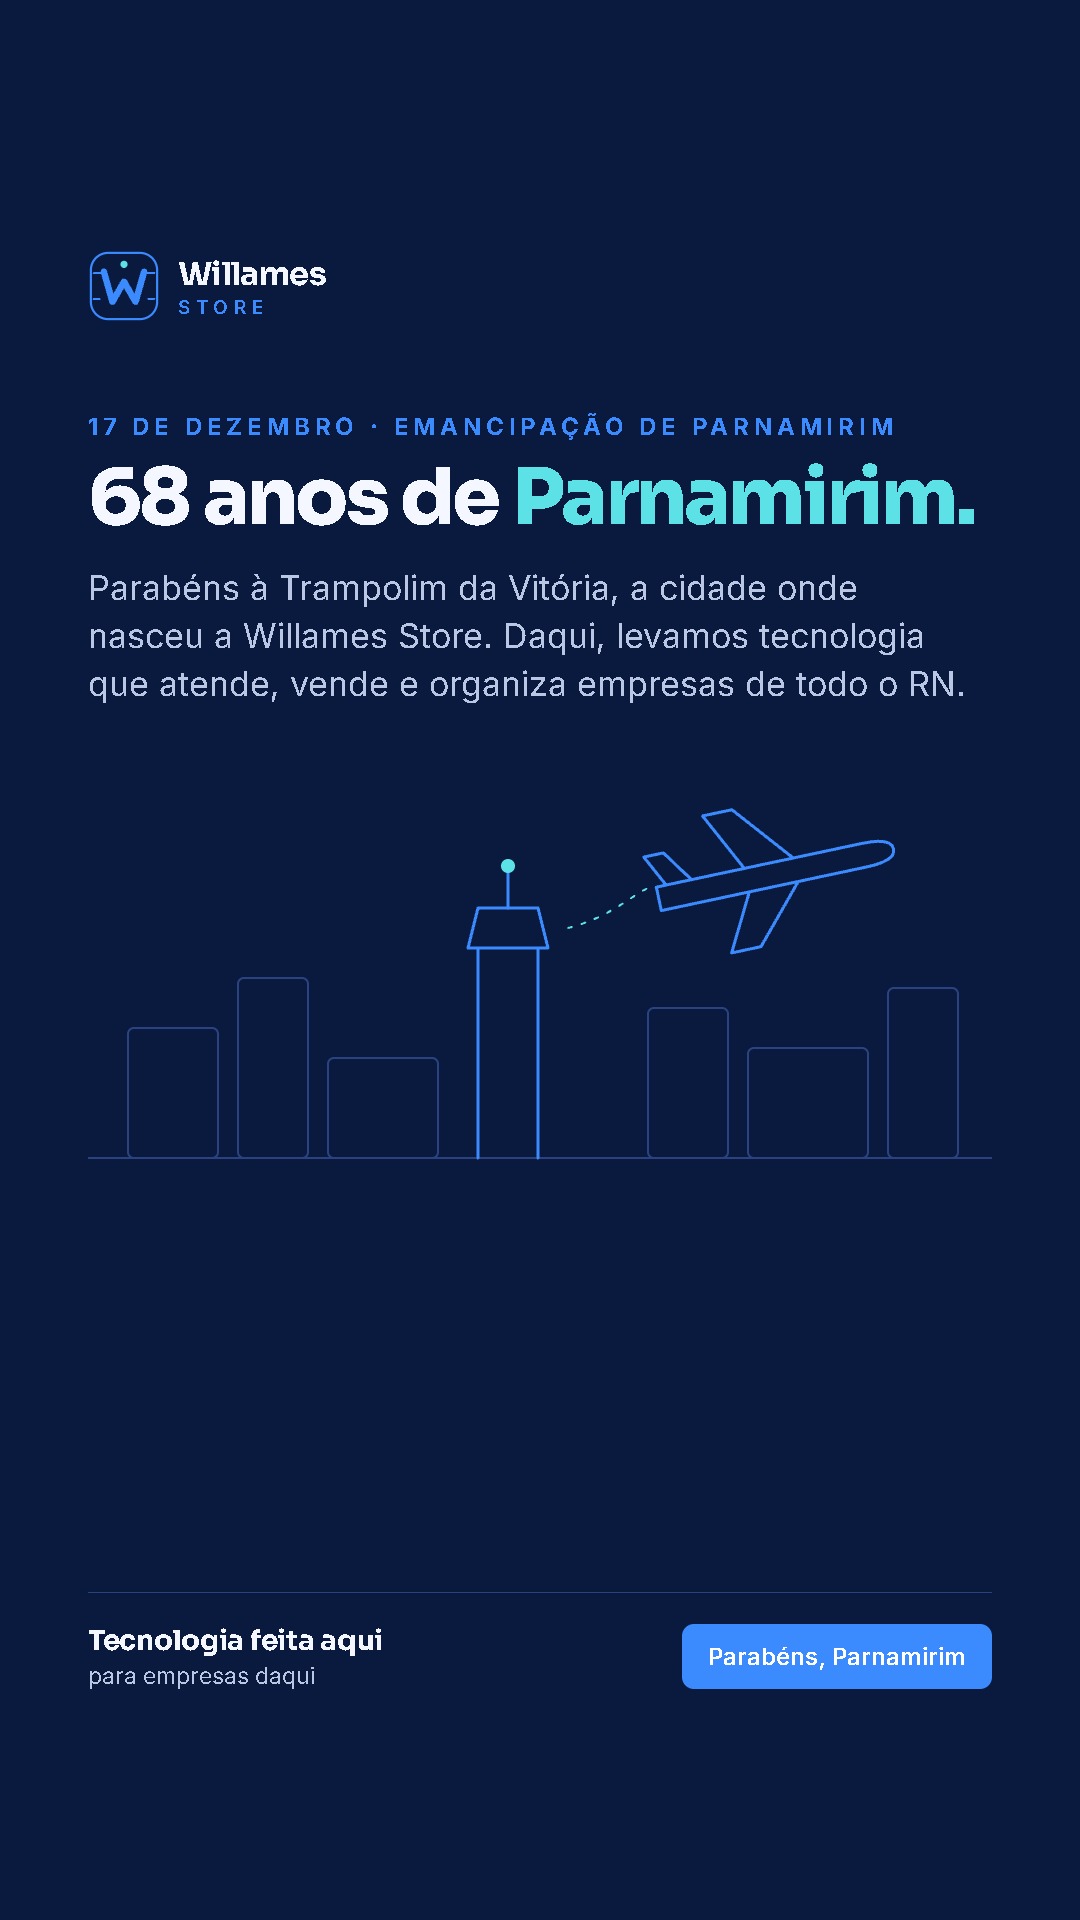 Willames
STORE
17 DE DEZEMBRO · EMANCIPAÇÃO DE PARNAMIRIM
68 anos de Parnamirim.
Parabéns à Trampolim da Vitória, a cidade onde
nasceu a Willames Store. Daqui, levamos tecnologia
que atende, vende e organiza empresas de todo o RN.
Tecnologia feita aqui
para empresas daqui
Parabéns, Parnamirim